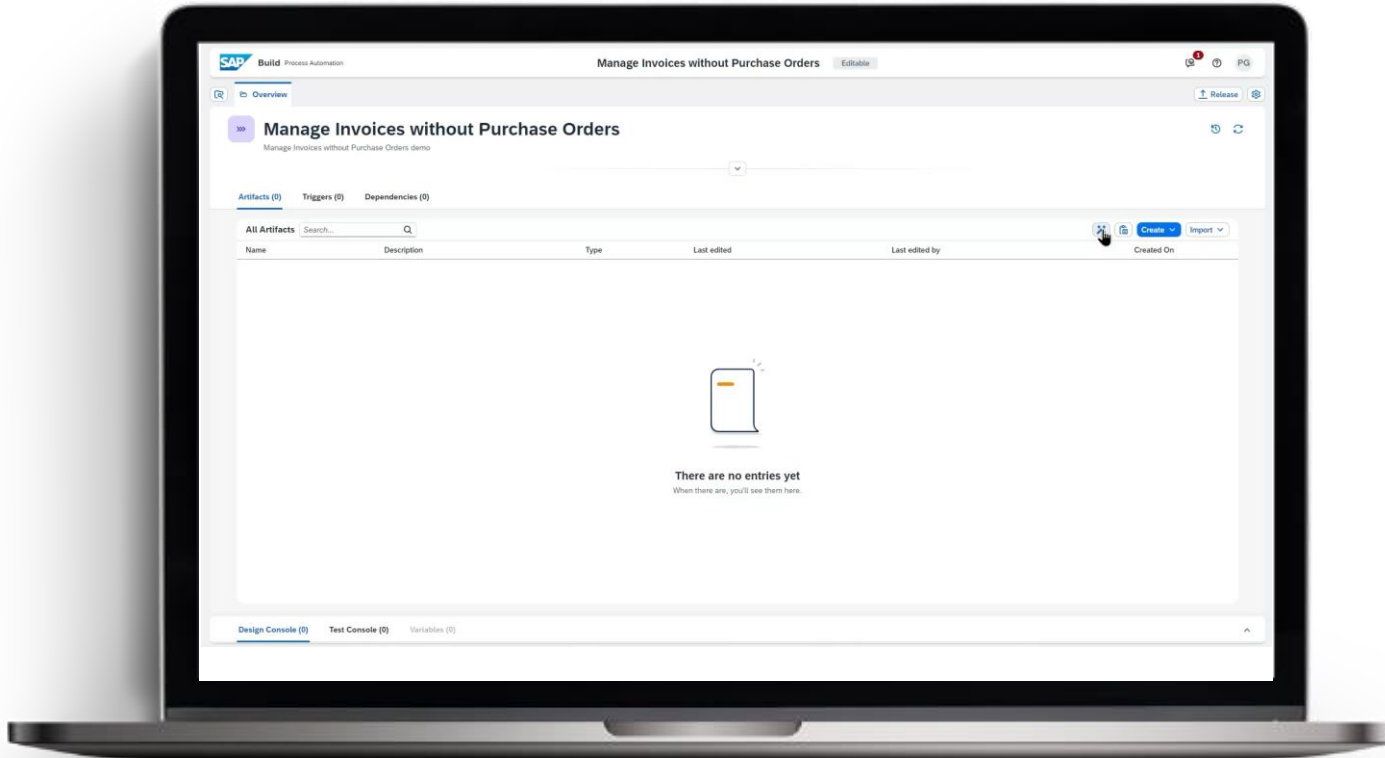 SAP Build Process Automation
Manage Invoices without Purchase Orders Editable
1
PG
Overview
Release
Manage Invoices without Purchase Orders
Manage Invoices without Purchase Orders demo
Artifacts (0) Triggers (0) Dependencies (0)
All Artifacts Search... Create Import
Name Description Type Last edited Last edited by Created On
There are no entries yet
When there are, you'll see them here.
Design Console (0) Test Console (0) Variables (0)